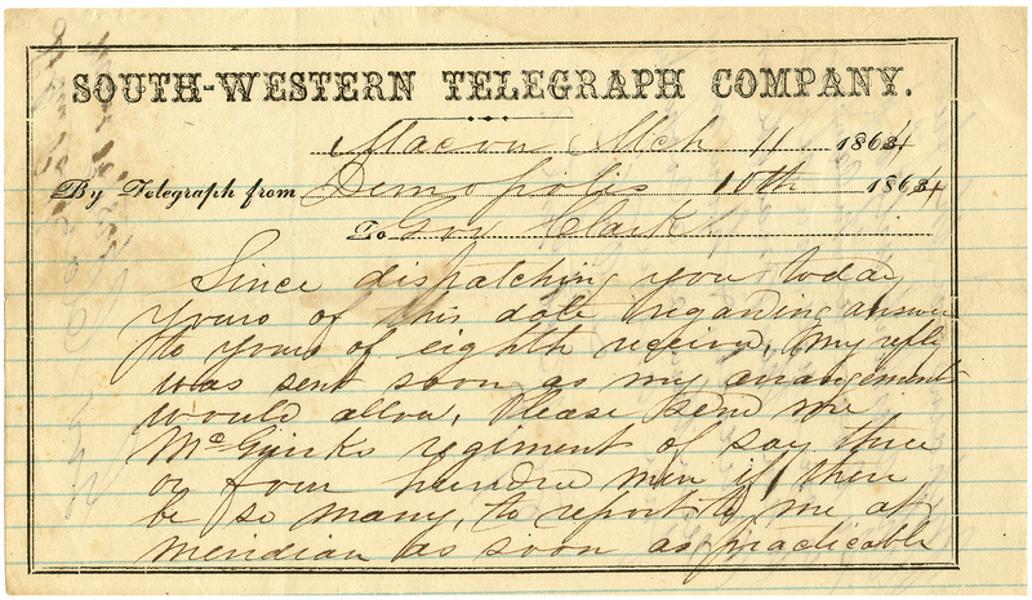 SOUTH-WESTERN TELEGRAPH COMPANY.
Macon Mch 11 1864
By Telegraph from Demopolis 10th 1864
To Gov Clark
Since dispatching you today
yours of this date regarding answer
to yours of eighth received, My reply
was sent soon as my arrangements
would allow, Please send me
regiment of say three
or four hundred men if there
be so many, to report to me at
Meridian as soon as practicable